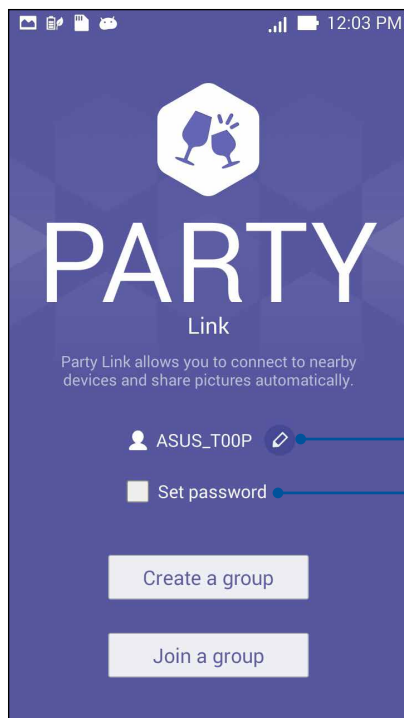 12:03 PM
PARTY
Link
Party Link allows you to connect to nearby
devices and share pictures automatically.
ASUS_T00P
Set password
Create a group
Join a group